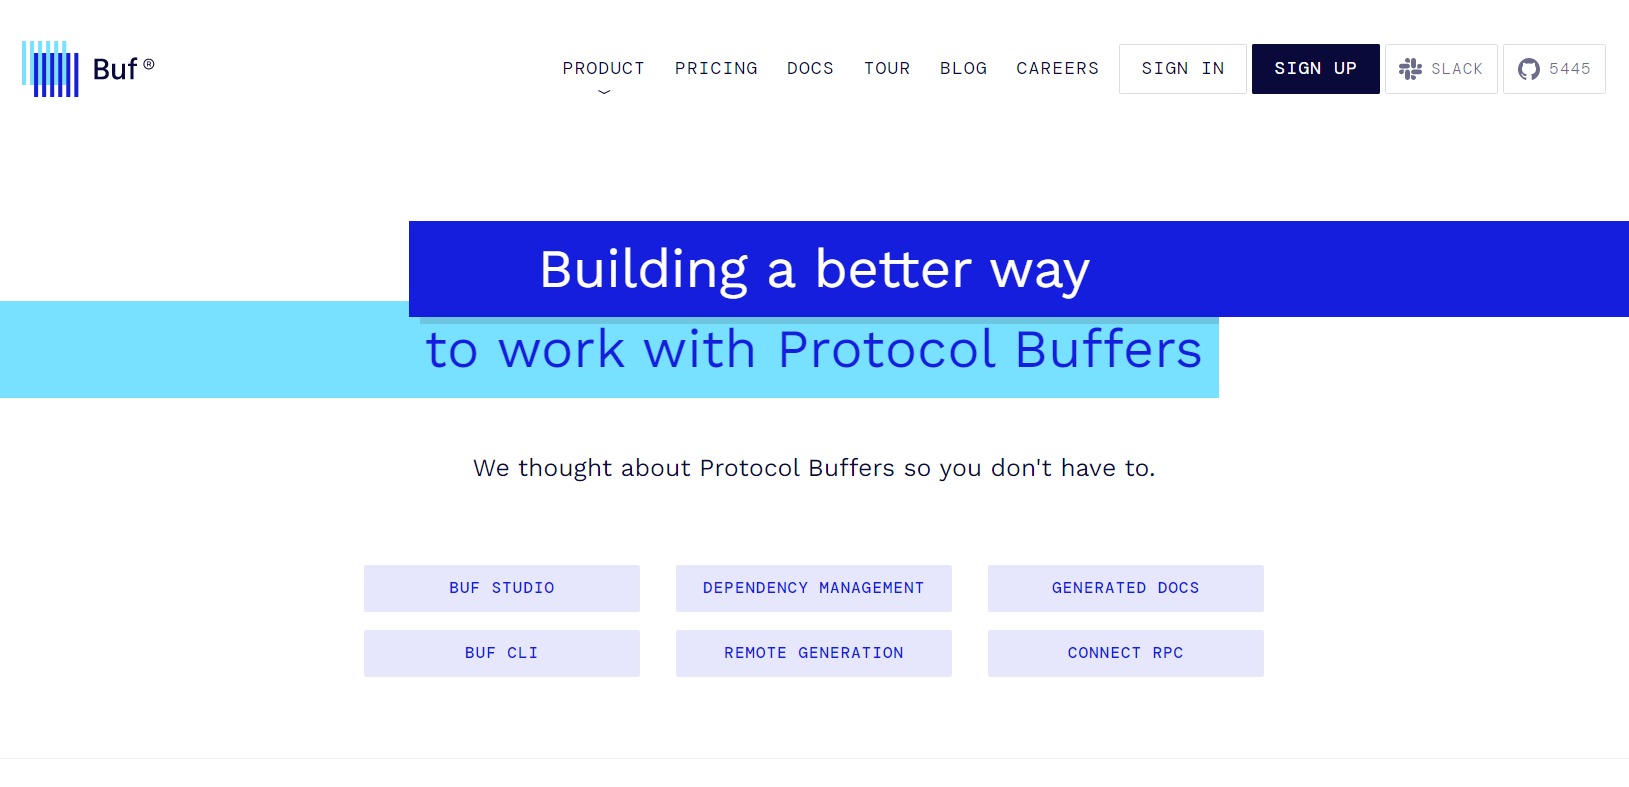 Buf ®
PRODUCT PRICING DOCS TOUR BLOG CAREERS SIGN IN SIGN UP SLACK 5445
Building a better way
to work with Protocol Buffers
We thought about Protocol Buffers so you don't have to.
BUF STUDIO DEPENDENCY MANAGEMENT GENERATED DOCS
BUF CLI REMOTE GENERATION CONNECT RPC